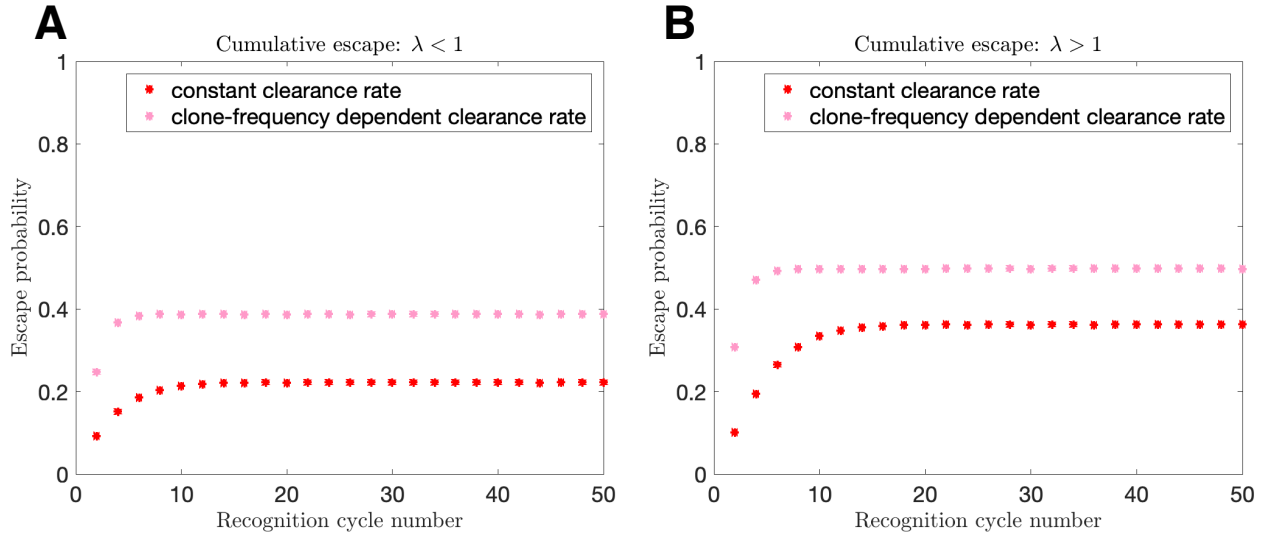 A
Cumulative escape: λ < 1
1
0.8
0.6
0.4
0.2
0
Escape probability
constant clearance rate
clone-frequency dependent clearance rate
0 10 20 30 40 50
Recognition cycle number
B
Cumulative escape: λ > 1
1
0.8
0.6
0.4
0.2
0
Escape probability
constant clearance rate
clone-frequency dependent clearance rate
0 10 20 30 40 50
Recognition cycle number